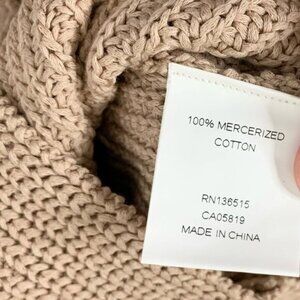 100% MERCERIZED
COTTON
RN136515
CA05819
MADE IN CHINA